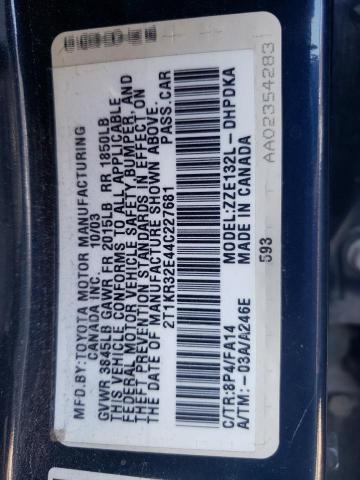 MFD.BY:TOYOTA MOTOR MANUFACTURING
CANADA INC. 10/03
GVWR 3845LB GAWR FR 2015LB RR 1850LB
THIS VEHICLE CONFORMS TO ALL APPLICABLE
FEDERAL MOTOR VEHICLE SAFETY, BUMPER, AND
THEFT PREVENTION STANDARDS IN EFFECT ON
THE DATE OF MANUFACTURE SHOWN ABOVE.
2T1KR32E44C227681 PASS.CAR
C/TR:8P4/FA14 MODEL:ZZE132L-DHPDKA
A/TM:-03A/A246E MADE IN CANADA
593
AA02354283